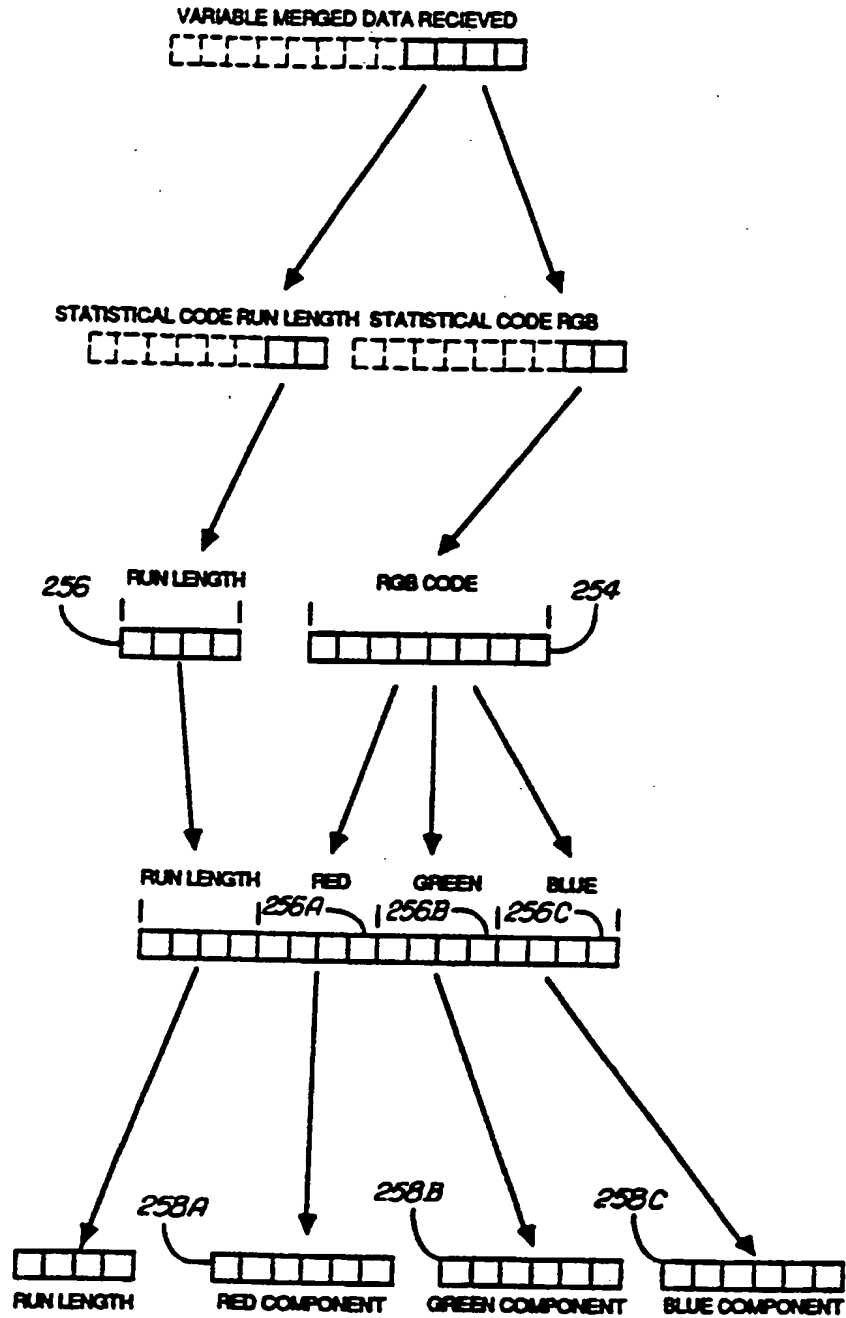 VARIABLE MERGED DATA RECIEVED
STATISTICAL CODE RUN LENGTH STATISTICAL CODE RGB
256 RUN LENGTH RGB CODE 254
RUN LENGTH RED GREEN BLUE
256A 256B 256C
258A 258B 258C
RUN LENGTH RED COMPONENT GREEN COMPONENT BLUE COMPONENT